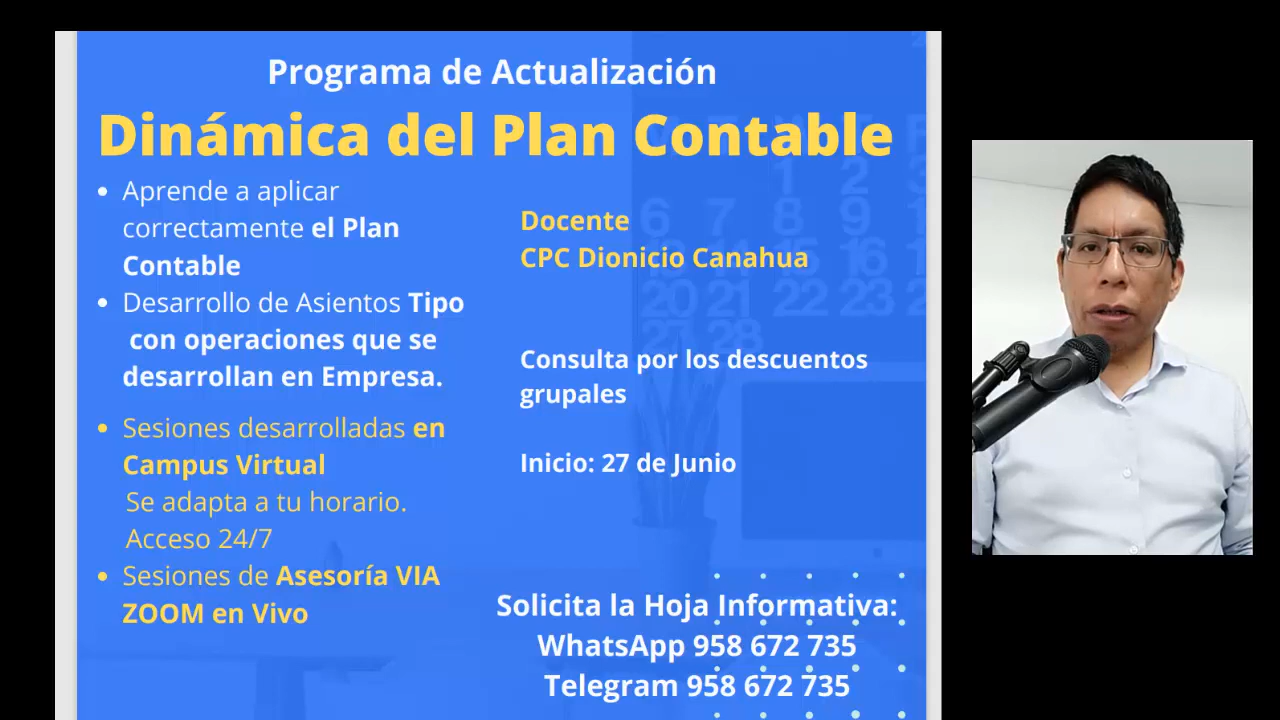 Programa de Actualización
Dinámica del Plan Contable
Aprende a aplicar
correctamente el Plan
Contable
Desarrollo de Asientos Tipo
con operaciones que se
desarrollan en Empresa.
Sesiones desarrolladas en
Campus Virtual
Se adapta a tu horario.
Acceso 24/7
Sesiones de Asesoría VIA
ZOOM en Vivo
Docente
CPC Dionicio Canahua
Consulta por los descuentos
grupales
Inicio: 27 de Junio
Solicita la Hoja Informativa:
WhatsApp 958 672 735
Telegram 958 672 735